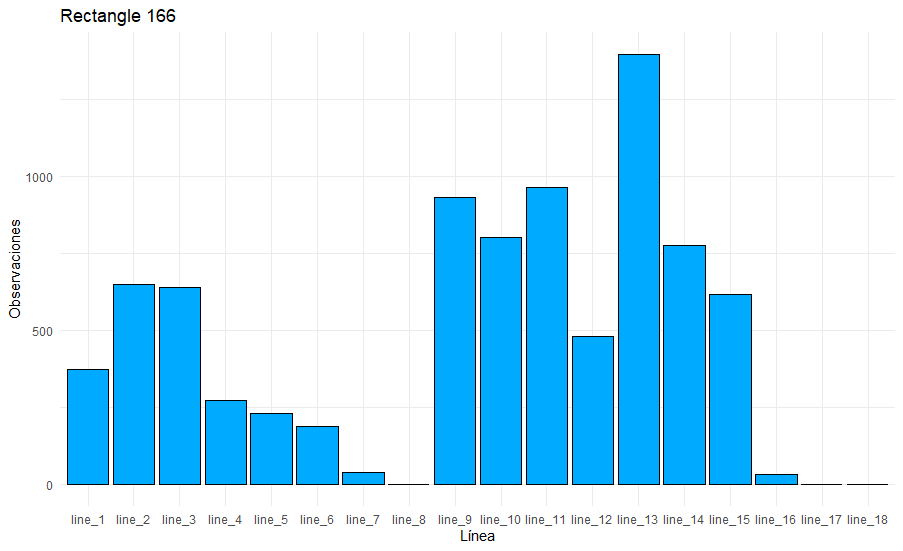 Rectangle 166
Observaciones
1000
500
0
line_1 line_2 line_3 line_4 line_5 line_6 line_7 line_8 line_9 line_10 line_11 line_12 line_13 line_14 line_15 line_16 line_17 line_18
Línea